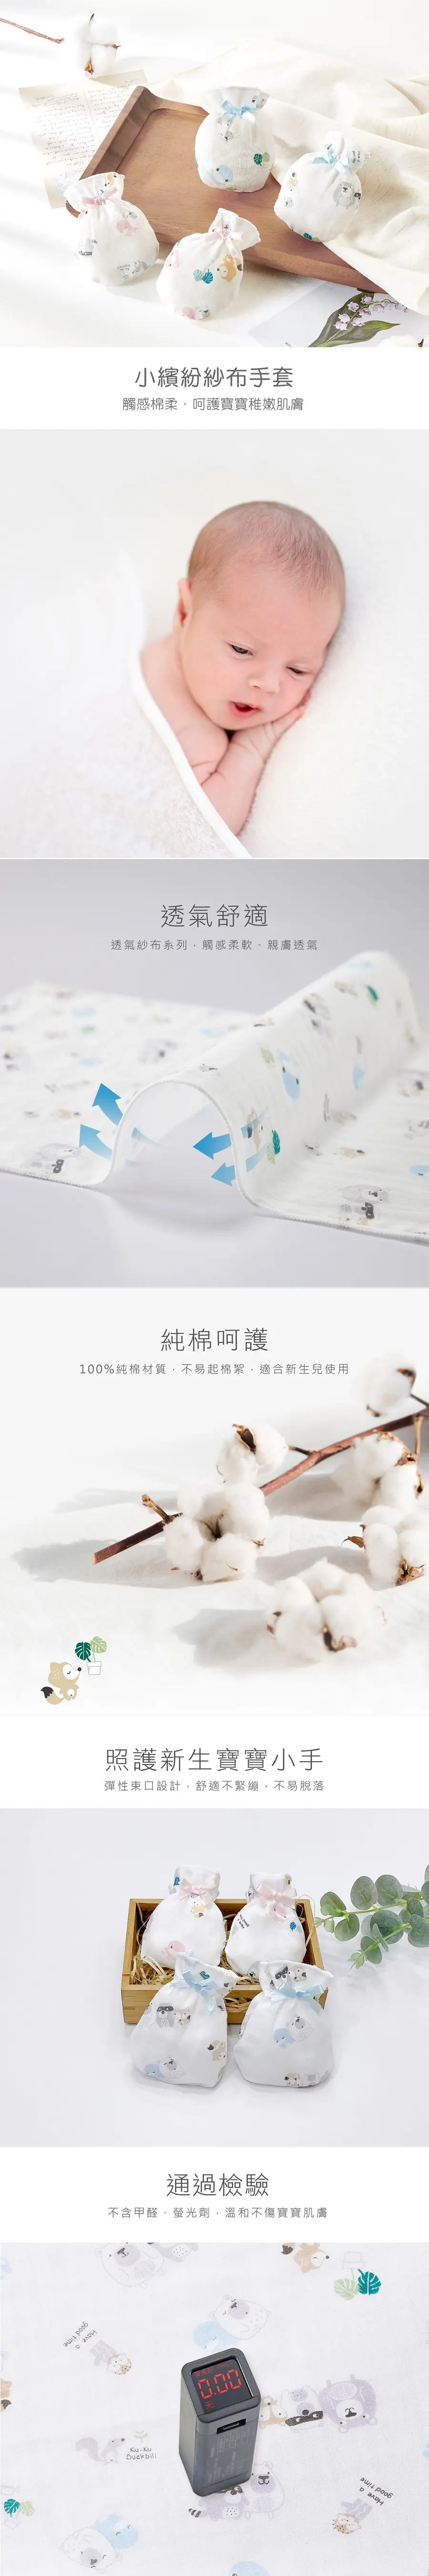 小繽紛紗布手套
觸感棉柔．呵護寶寶稚嫩肌膚
透氣舒適
透氣紗布系列．觸感柔軟、親膚透氣
純棉呵護
100%純棉材質．不易起棉絮．適合新生兒使用
照護新生寶寶小手
彈性束口設計．舒適不緊繃．不易脫落
通過檢驗
不含甲醛、螢光劑．溫和不傷寶寶肌膚
Have a
good time
0.00
Ku.Ku
Duckbill
Have a
good time